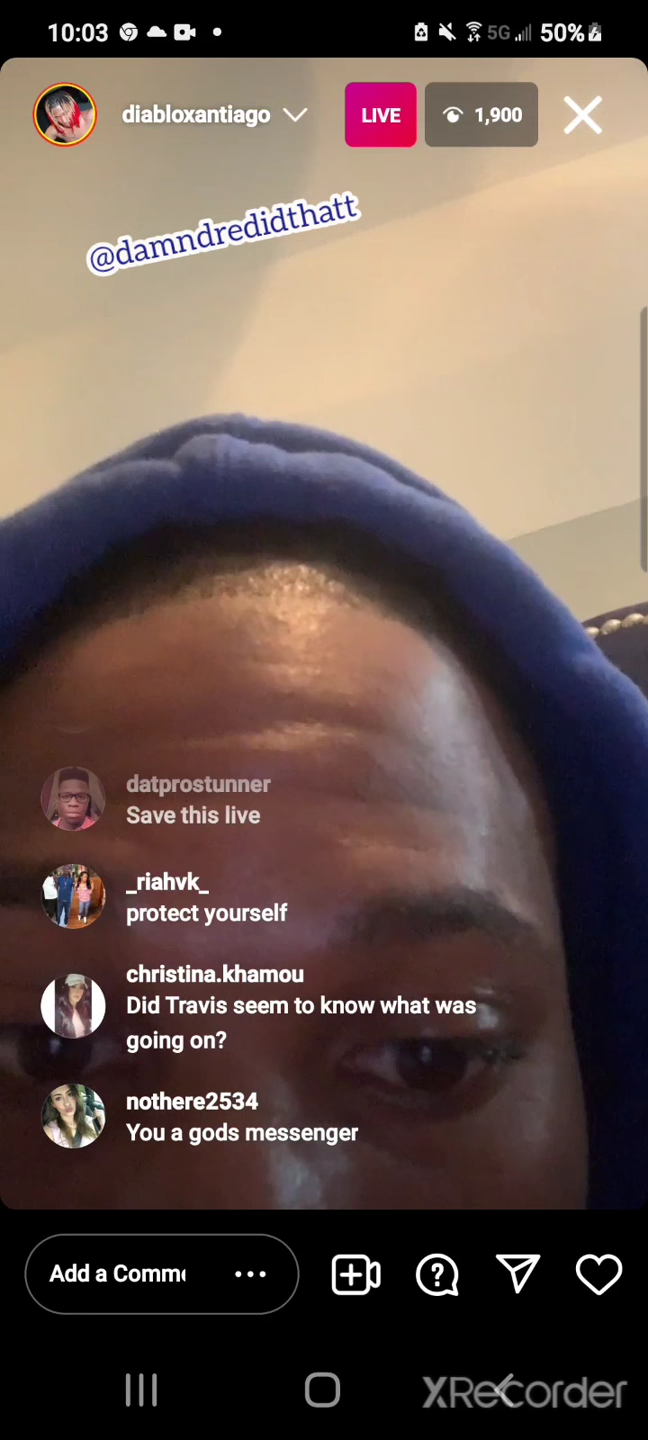 10:03
5G
50%
diabloxantiago
LIVE
1,900
@damndredidthatt
datprostunner
Save this live
_riahvk_
protect yourself
christina.khamou
Did Travis seem to know what was
going on?
nothere2534
You a gods messenger
Add a Comme
XRecorder